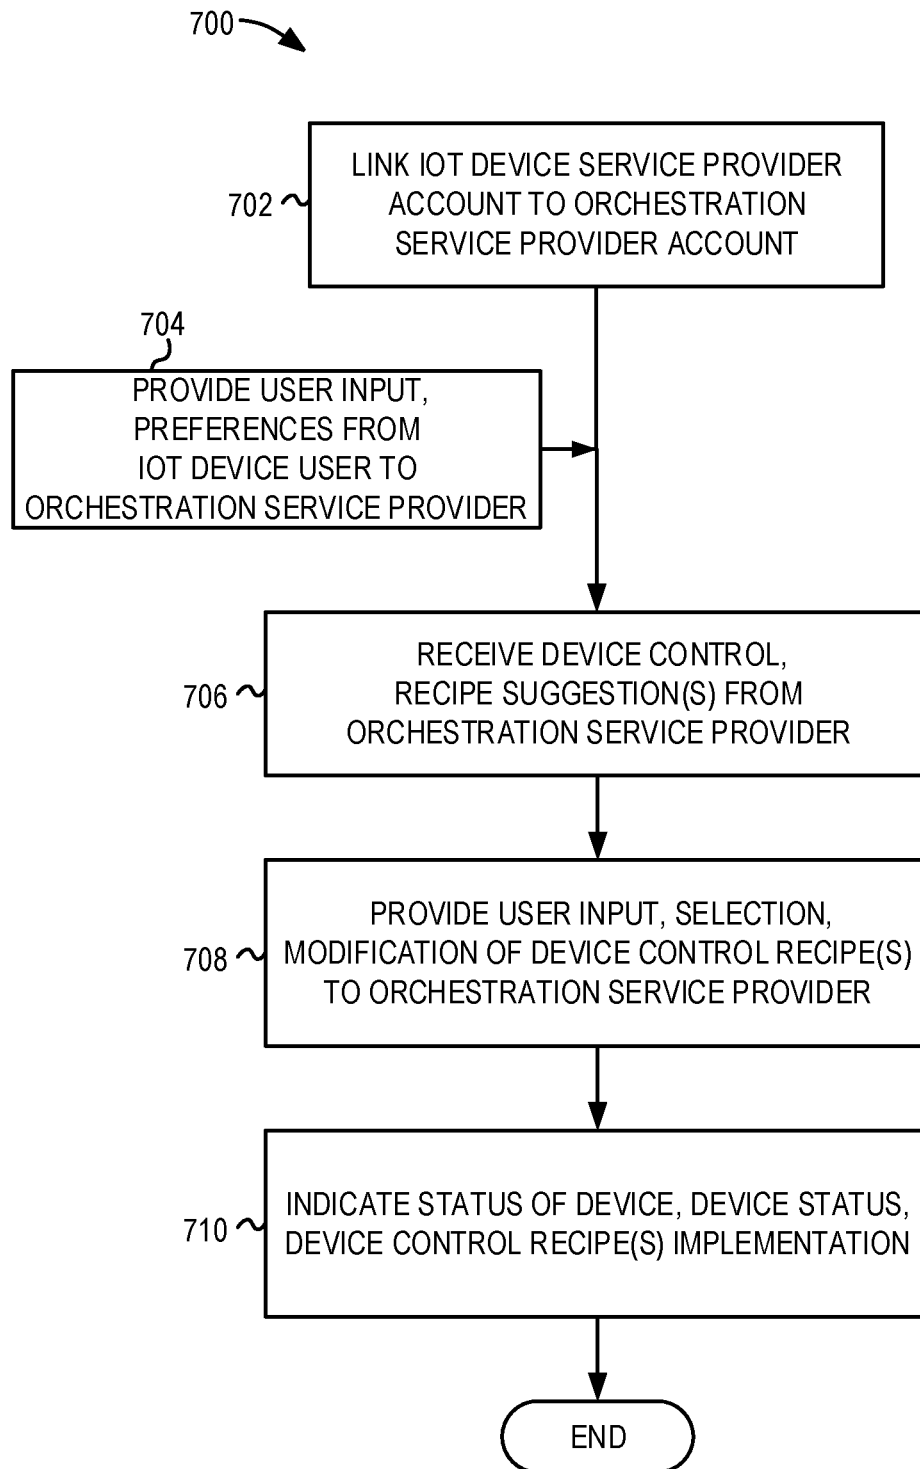 700
702
LINK IOT DEVICE SERVICE PROVIDER
ACCOUNT TO ORCHESTRATION
SERVICE PROVIDER ACCOUNT
704
PROVIDE USER INPUT,
PREFERENCES FROM
IOT DEVICE USER TO
ORCHESTRATION SERVICE PROVIDER
706
RECEIVE DEVICE CONTROL,
RECIPE SUGGESTION(S) FROM
ORCHESTRATION SERVICE PROVIDER
708
PROVIDE USER INPUT, SELECTION,
MODIFICATION OF DEVICE CONTROL RECIPE(S)
TO ORCHESTRATION SERVICE PROVIDER
710
INDICATE STATUS OF DEVICE, DEVICE STATUS,
DEVICE CONTROL RECIPE(S) IMPLEMENTATION
END